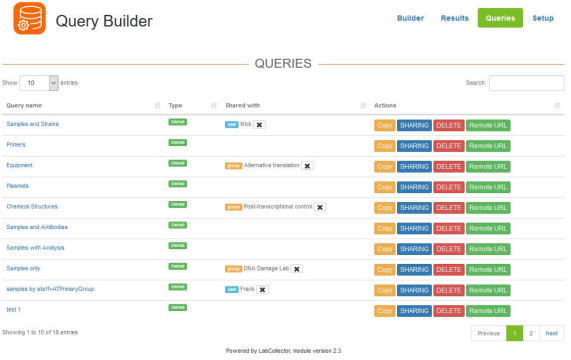 Query Builder
Builder Results Queries Setup
QUERIES
Show 10 entries Search:
Query name Type Shared with Actions
Samples and Strains Owned user Mick Copy SHARING DELETE Remote URL
Primers Owned Copy SHARING DELETE Remote URL
Equipment Owned group Alternative translation Copy SHARING DELETE Remote URL
Plasmids Owned Copy SHARING DELETE Remote URL
Chemical Structures Owned group Post-transcriptional control Copy SHARING DELETE Remote URL
Samples and Antibodies Owned Copy SHARING DELETE Remote URL
Samples with Analysis Owned Copy SHARING DELETE Remote URL
Samples only Owned group DNA Damage Lab Copy SHARING DELETE Remote URL
samples by staff+ATPrimaryGroup Owned user Frank Copy SHARING DELETE Remote URL
test 1 Owned Copy SHARING DELETE Remote URL
Showing 1 to 10 of 18 entries Previous 1 2 Next
Powered by LabCollector, module version 2.3